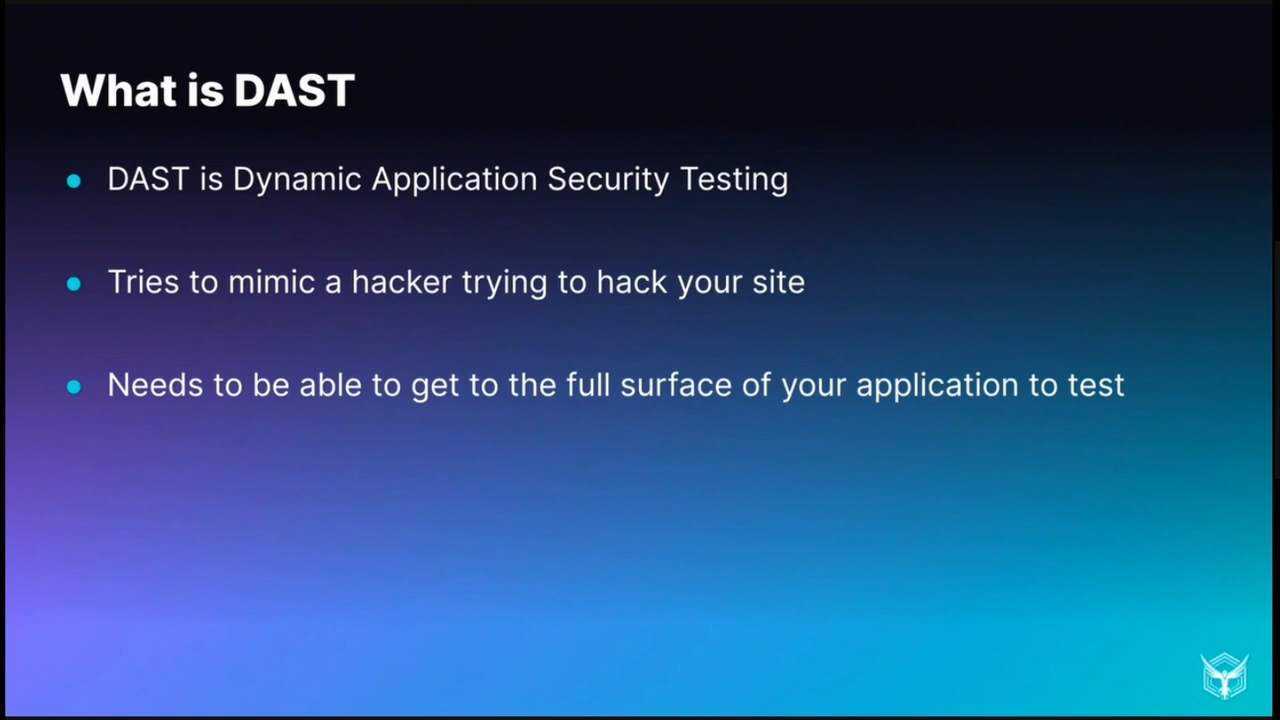 What is DAST
DAST is Dynamic Application Security Testing
Tries to mimic a hacker trying to hack your site
Needs to be able to get to the full surface of your application to test